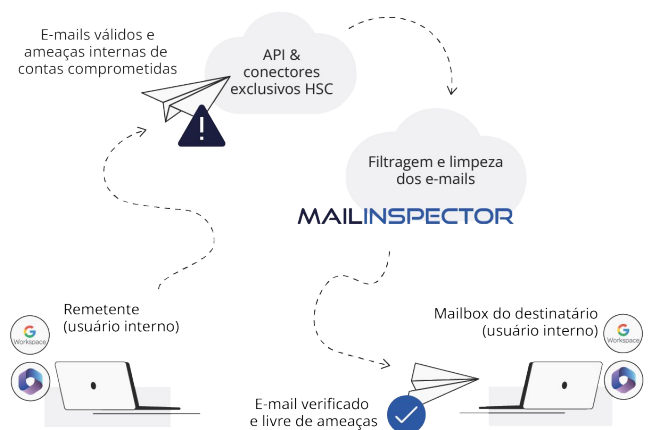 E-mails válidos e
ameaças internas de
contas comprometidas
API &
conectores
exclusivos HSC
Filtragem e limpeza
dos e-mails
MAILINSPECTOR
Remetente
(usuário interno)
Workspace
Mailbox do destinatário
(usuário interno)
Workspace
E-mail verificado
e livre de ameaças